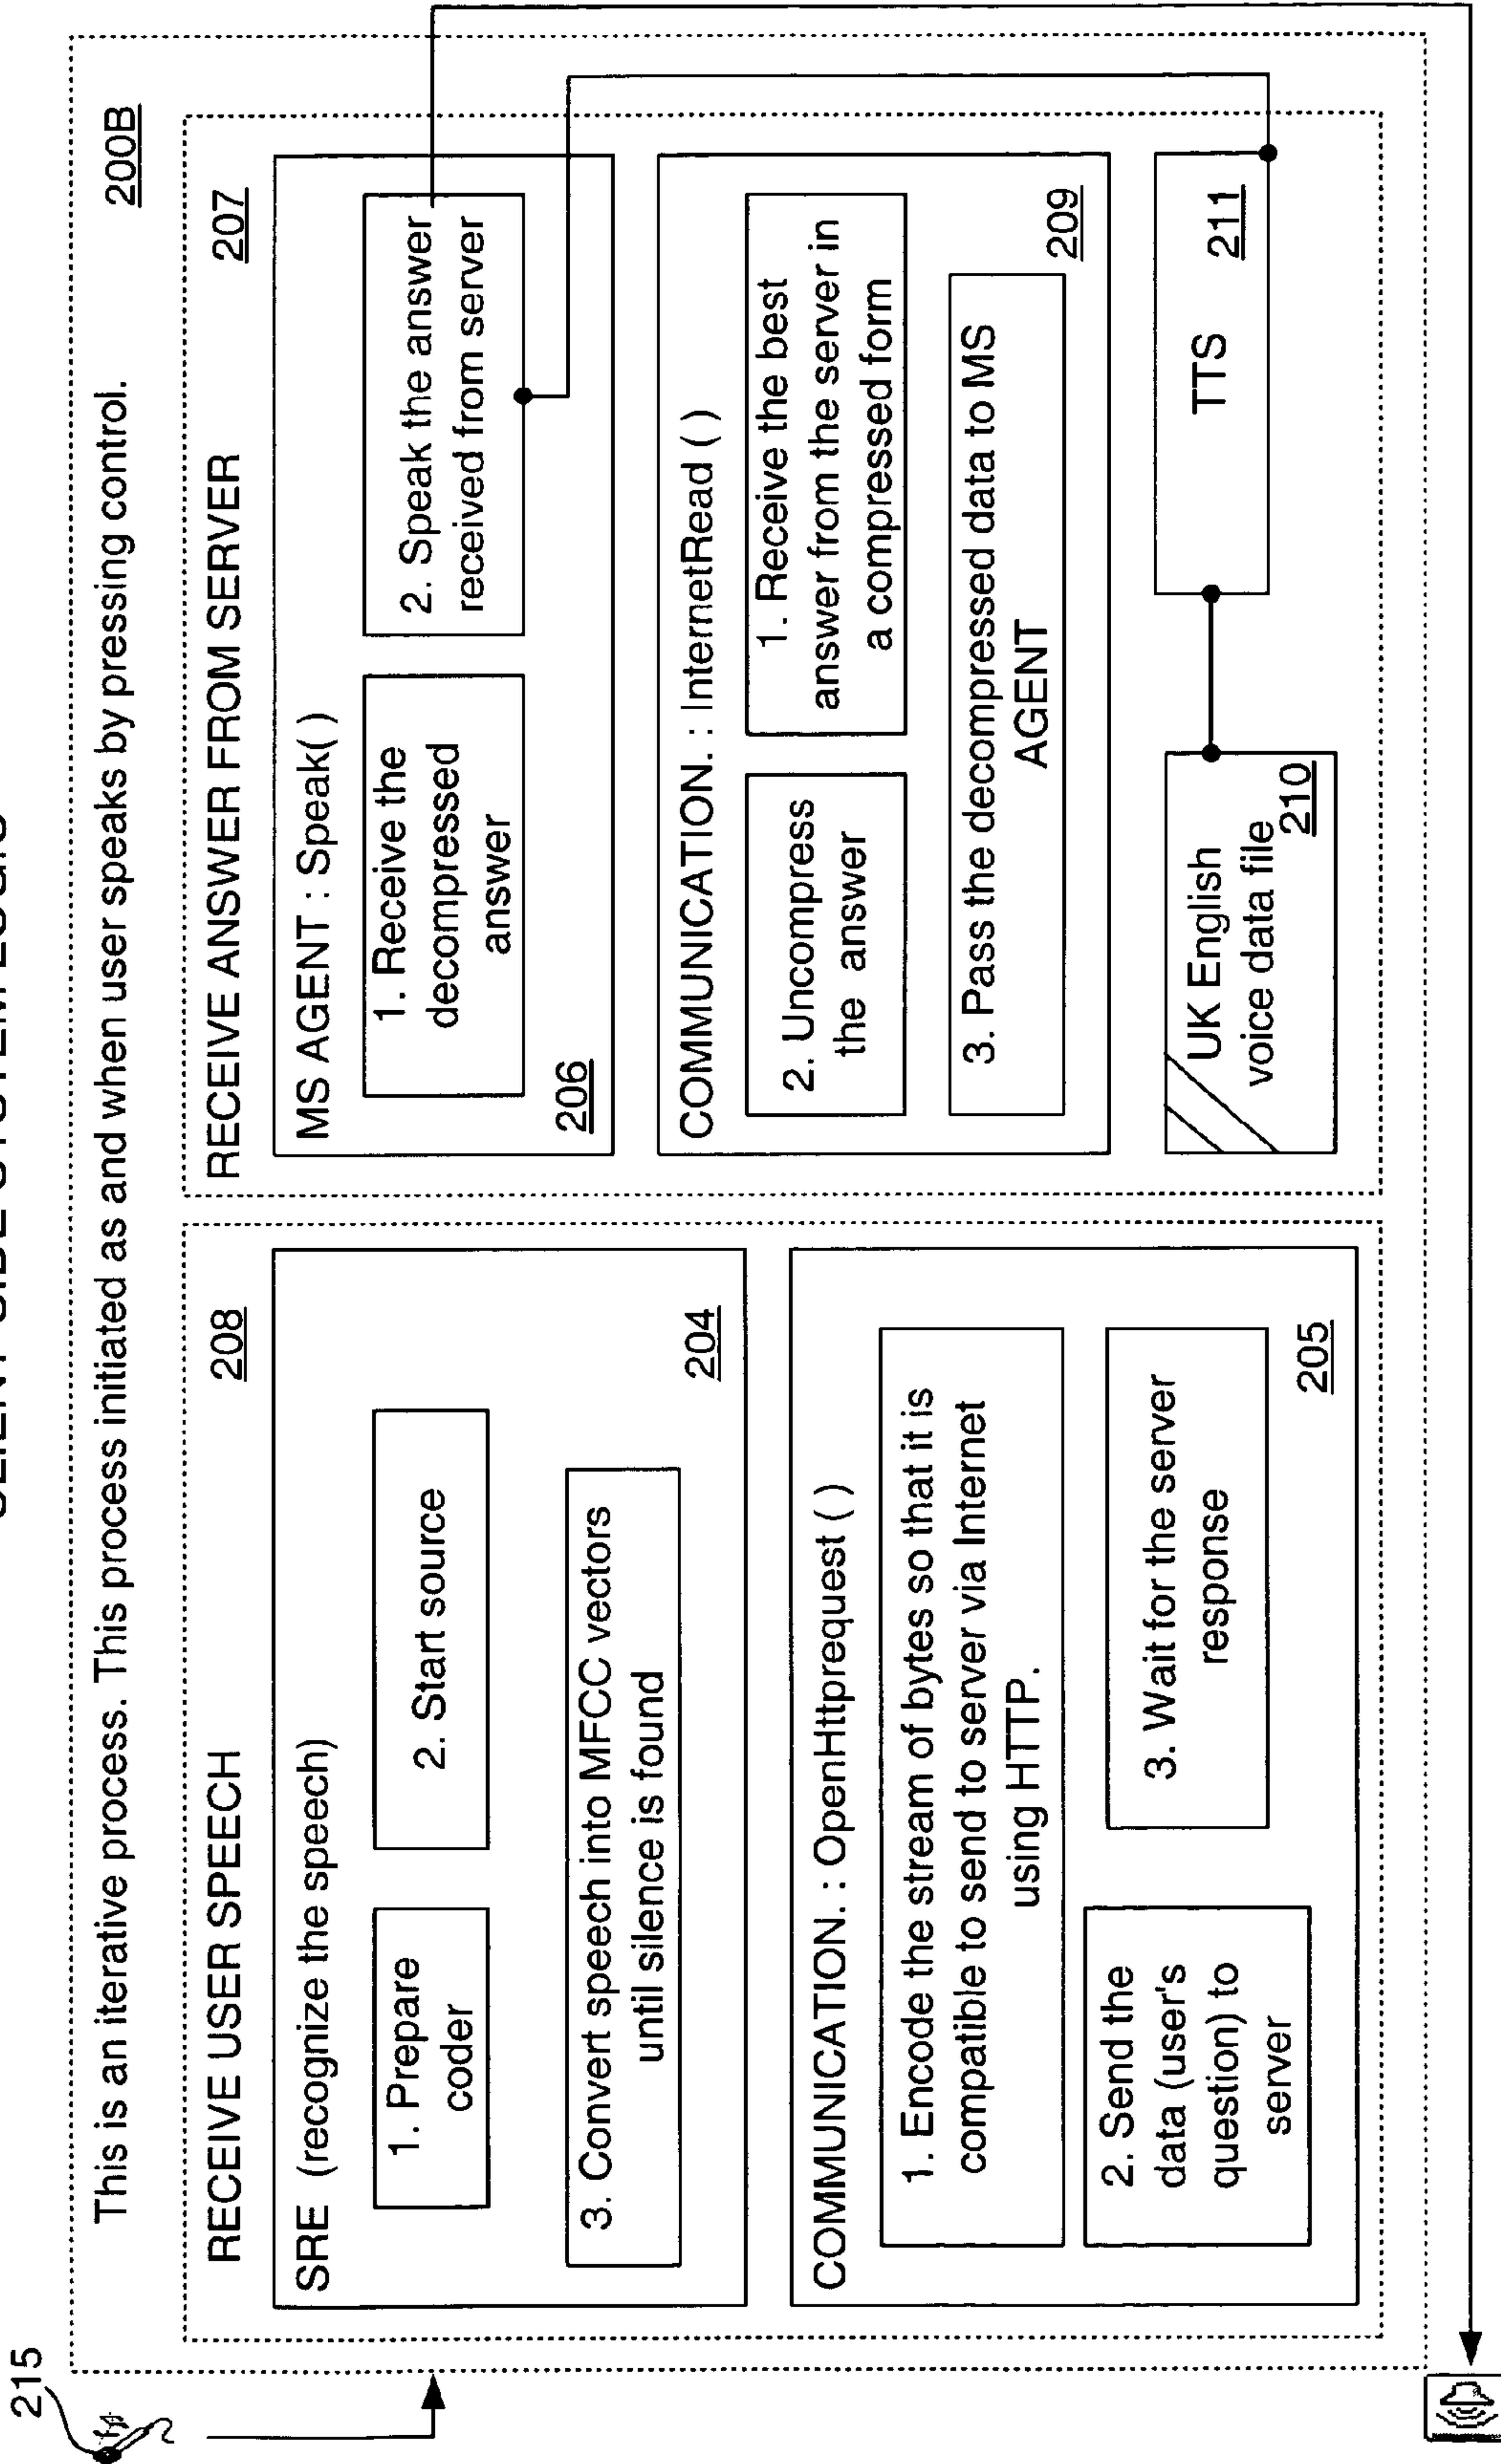 215
This is an iterative process. This process initiated as and when user speaks by pressing control.
200B
RECEIVE USER SPEECH
208
SRE (recognize the speech)
1. Prepare
coder
2. Start source
3. Convert speech into MFCC vectors
until silence is found
204
COMMUNICATION. : OpenHttprequest ( )
1. Encode the stream of bytes so that it is
compatible to send to server via Internet
using HTTP.
2. Send the
data (user's
question) to
server
3. Wait for the server
response
205
RECEIVE ANSWER FROM SERVER
207
MS AGENT : Speak( )
1. Receive the
decompressed
answer
2. Speak the answer
received from server
206
COMMUNICATION. : InternetRead ( )
2. Uncompress
the answer
1. Receive the best
answer from the server in
a compressed form
3. Pass the decompressed data to MS
AGENT
209
UK English
voice data file
210
TTS
211